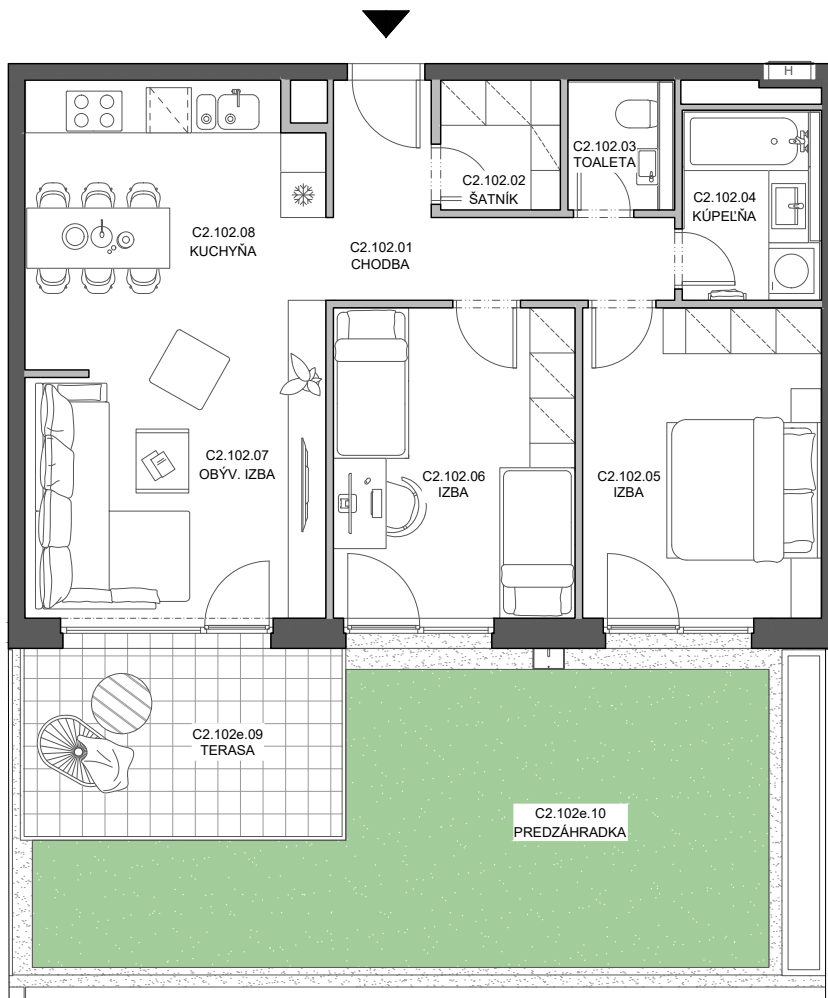 H
C2.102.03
TOALETA
C2.102.02
ŠATNÍK
C2.102.04
KÚPEĽŇA
C2.102.08
KUCHYŇA
C2.102.01
CHODBA
C2.102.07
OBÝV. IZBA
C2.102.06
IZBA
C2.102.05
IZBA
C2.102e.09
TERASA
C2.102e.10
PREDZÁHRADKA